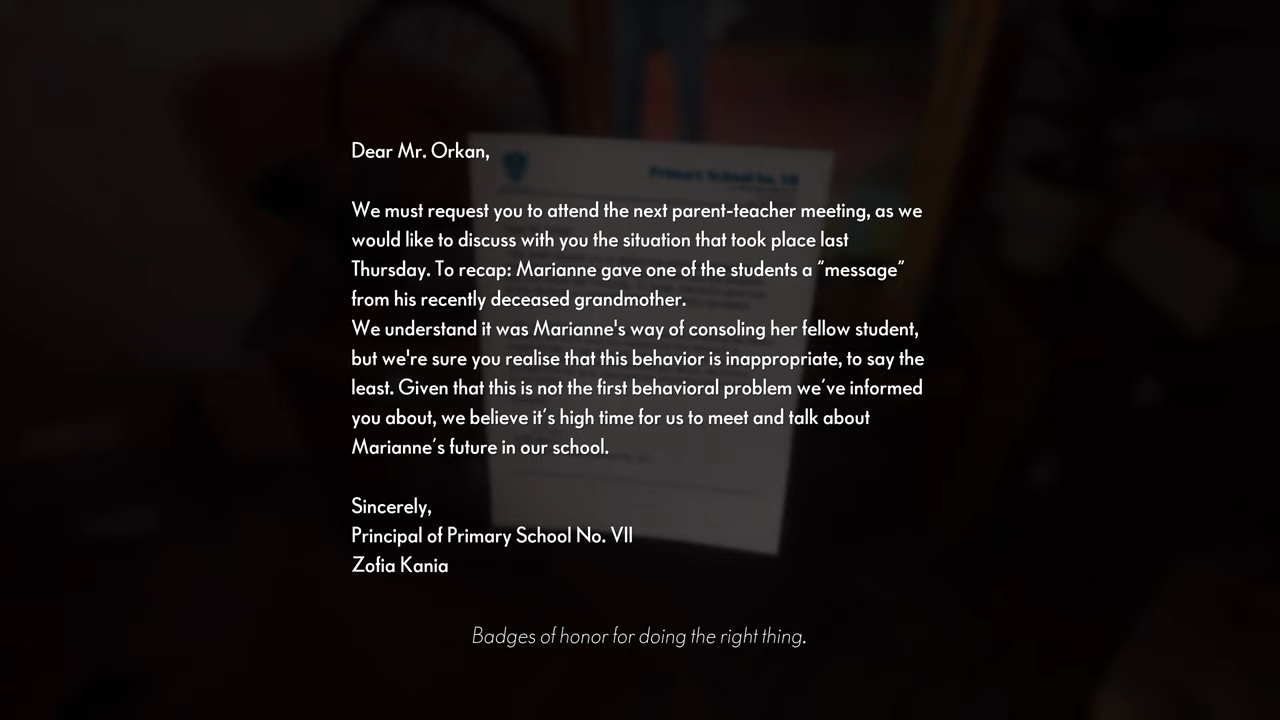 Dear Mr. Orkan,
We must request you to attend the next parent-teacher meeting, as we
would like to discuss with you the situation that took place last
Thursday. To recap: Marianne gave one of the students a "message"
from his recently deceased grandmother.
We understand it was Marianne's way of consoling her fellow student,
but we're sure you realise that this behavior is inappropriate, to say the
least. Given that this is not the first behavioral problem we've informed
you about, we believe it's high time for us to meet and talk about
Marianne's future in our school.
Sincerely,
Principal of Primary School No. VII
Zofia Kania
Badges of honor for doing the right thing.
Primary School No.